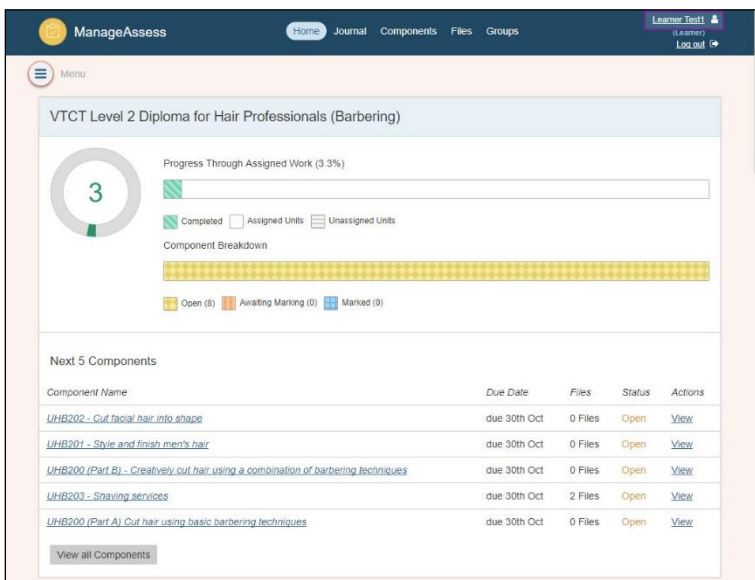 ManageAssess
Home Journal Components Files Groups
Learner Test1
(Learner)
Log out
Menu
VTCT Level 2 Diploma for Hair Professionals (Barbering)
3
Progress Through Assigned Work (3.3%)
Completed Assigned Units Unassigned Units
Component Breakdown
Open (8) Awaiting Marking (0) Marked (0)
Next 5 Components
Component Name Due Date Files Status Actions
UHB202 - Cut facial hair into shape due 30th Oct 0 Files Open View
UHB201 - Style and finish men's hair due 30th Oct 0 Files Open View
UHB200 (Part B) - Creatively cut hair using a combination of barbering techniques due 30th Oct 0 Files Open View
UHB203 - Shaving services due 30th Oct 2 Files Open View
UHB200 (Part A) Cut hair using basic barbering techniques due 30th Oct 0 Files Open View
View all Components